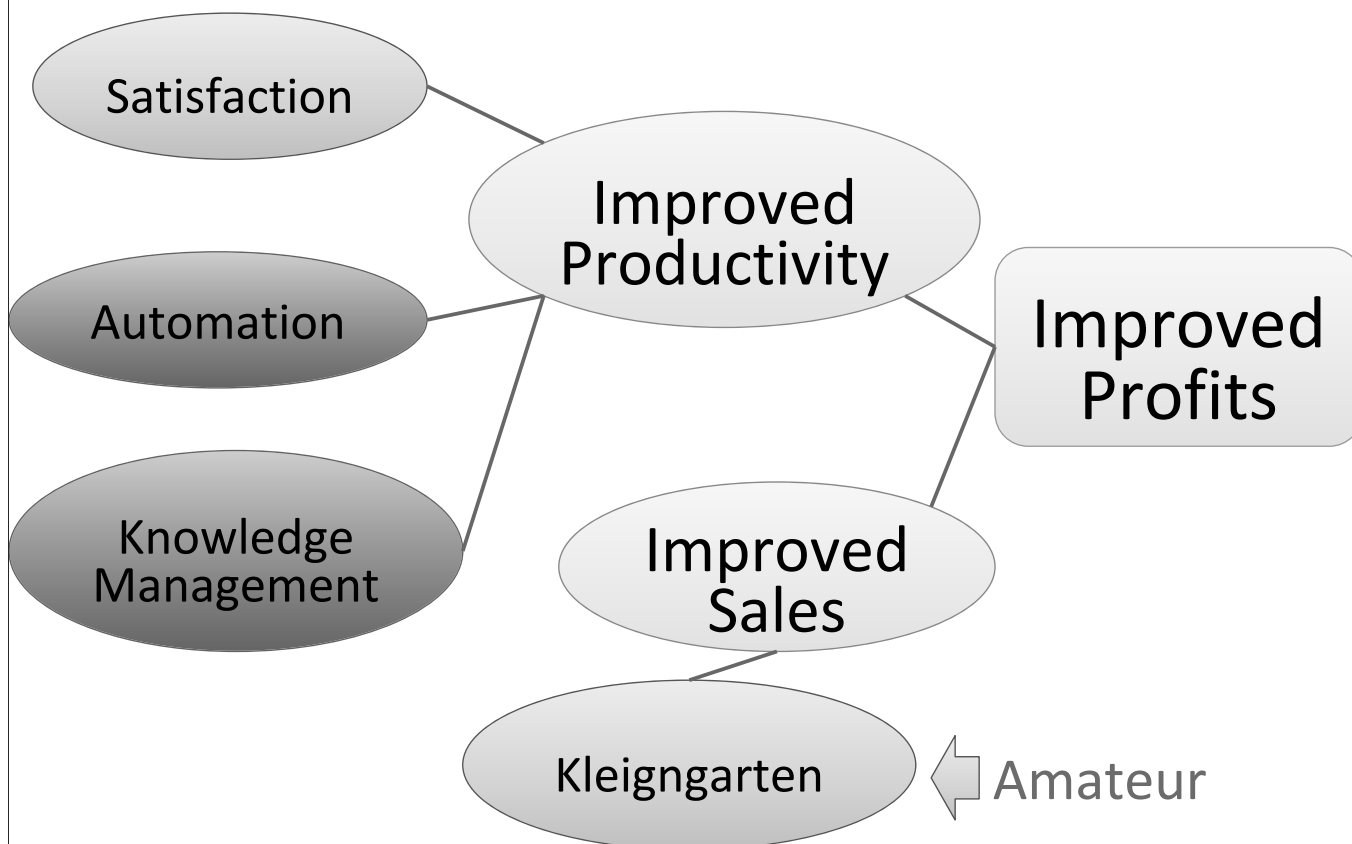 Satisfaction
Improved
Productivity
Automation
Improved
Profits
Knowledge
Management
Improved
Sales
Kleigngarten
Amateur